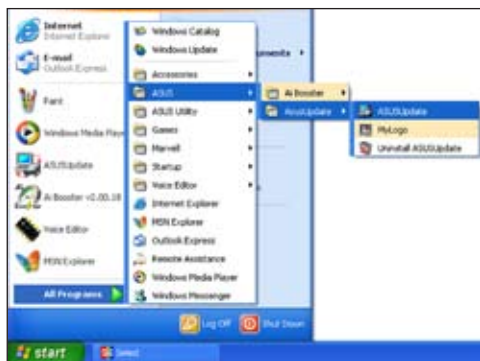 Internet
Internet Explorer
E-mail
Outlook Express
Paint
Windows Media Player
ASUSUpdate
Ai Booster v2.00.18
Voice Editor
MSN Explorer
All Programs
Windows Catalog
Windows Update
Accessories
ASUS
ASUS Utility
Games
Marvell
Startup
Voice Editor
Internet Explorer
MSN Explorer
Outlook Express
Remote Assistance
Windows Media Player
Windows Messenger
Ai Booster
AsusUpdate
ASUSUpdate
MyLogo
Uninstall ASUSUpdate
Log Off
Shut Down
start